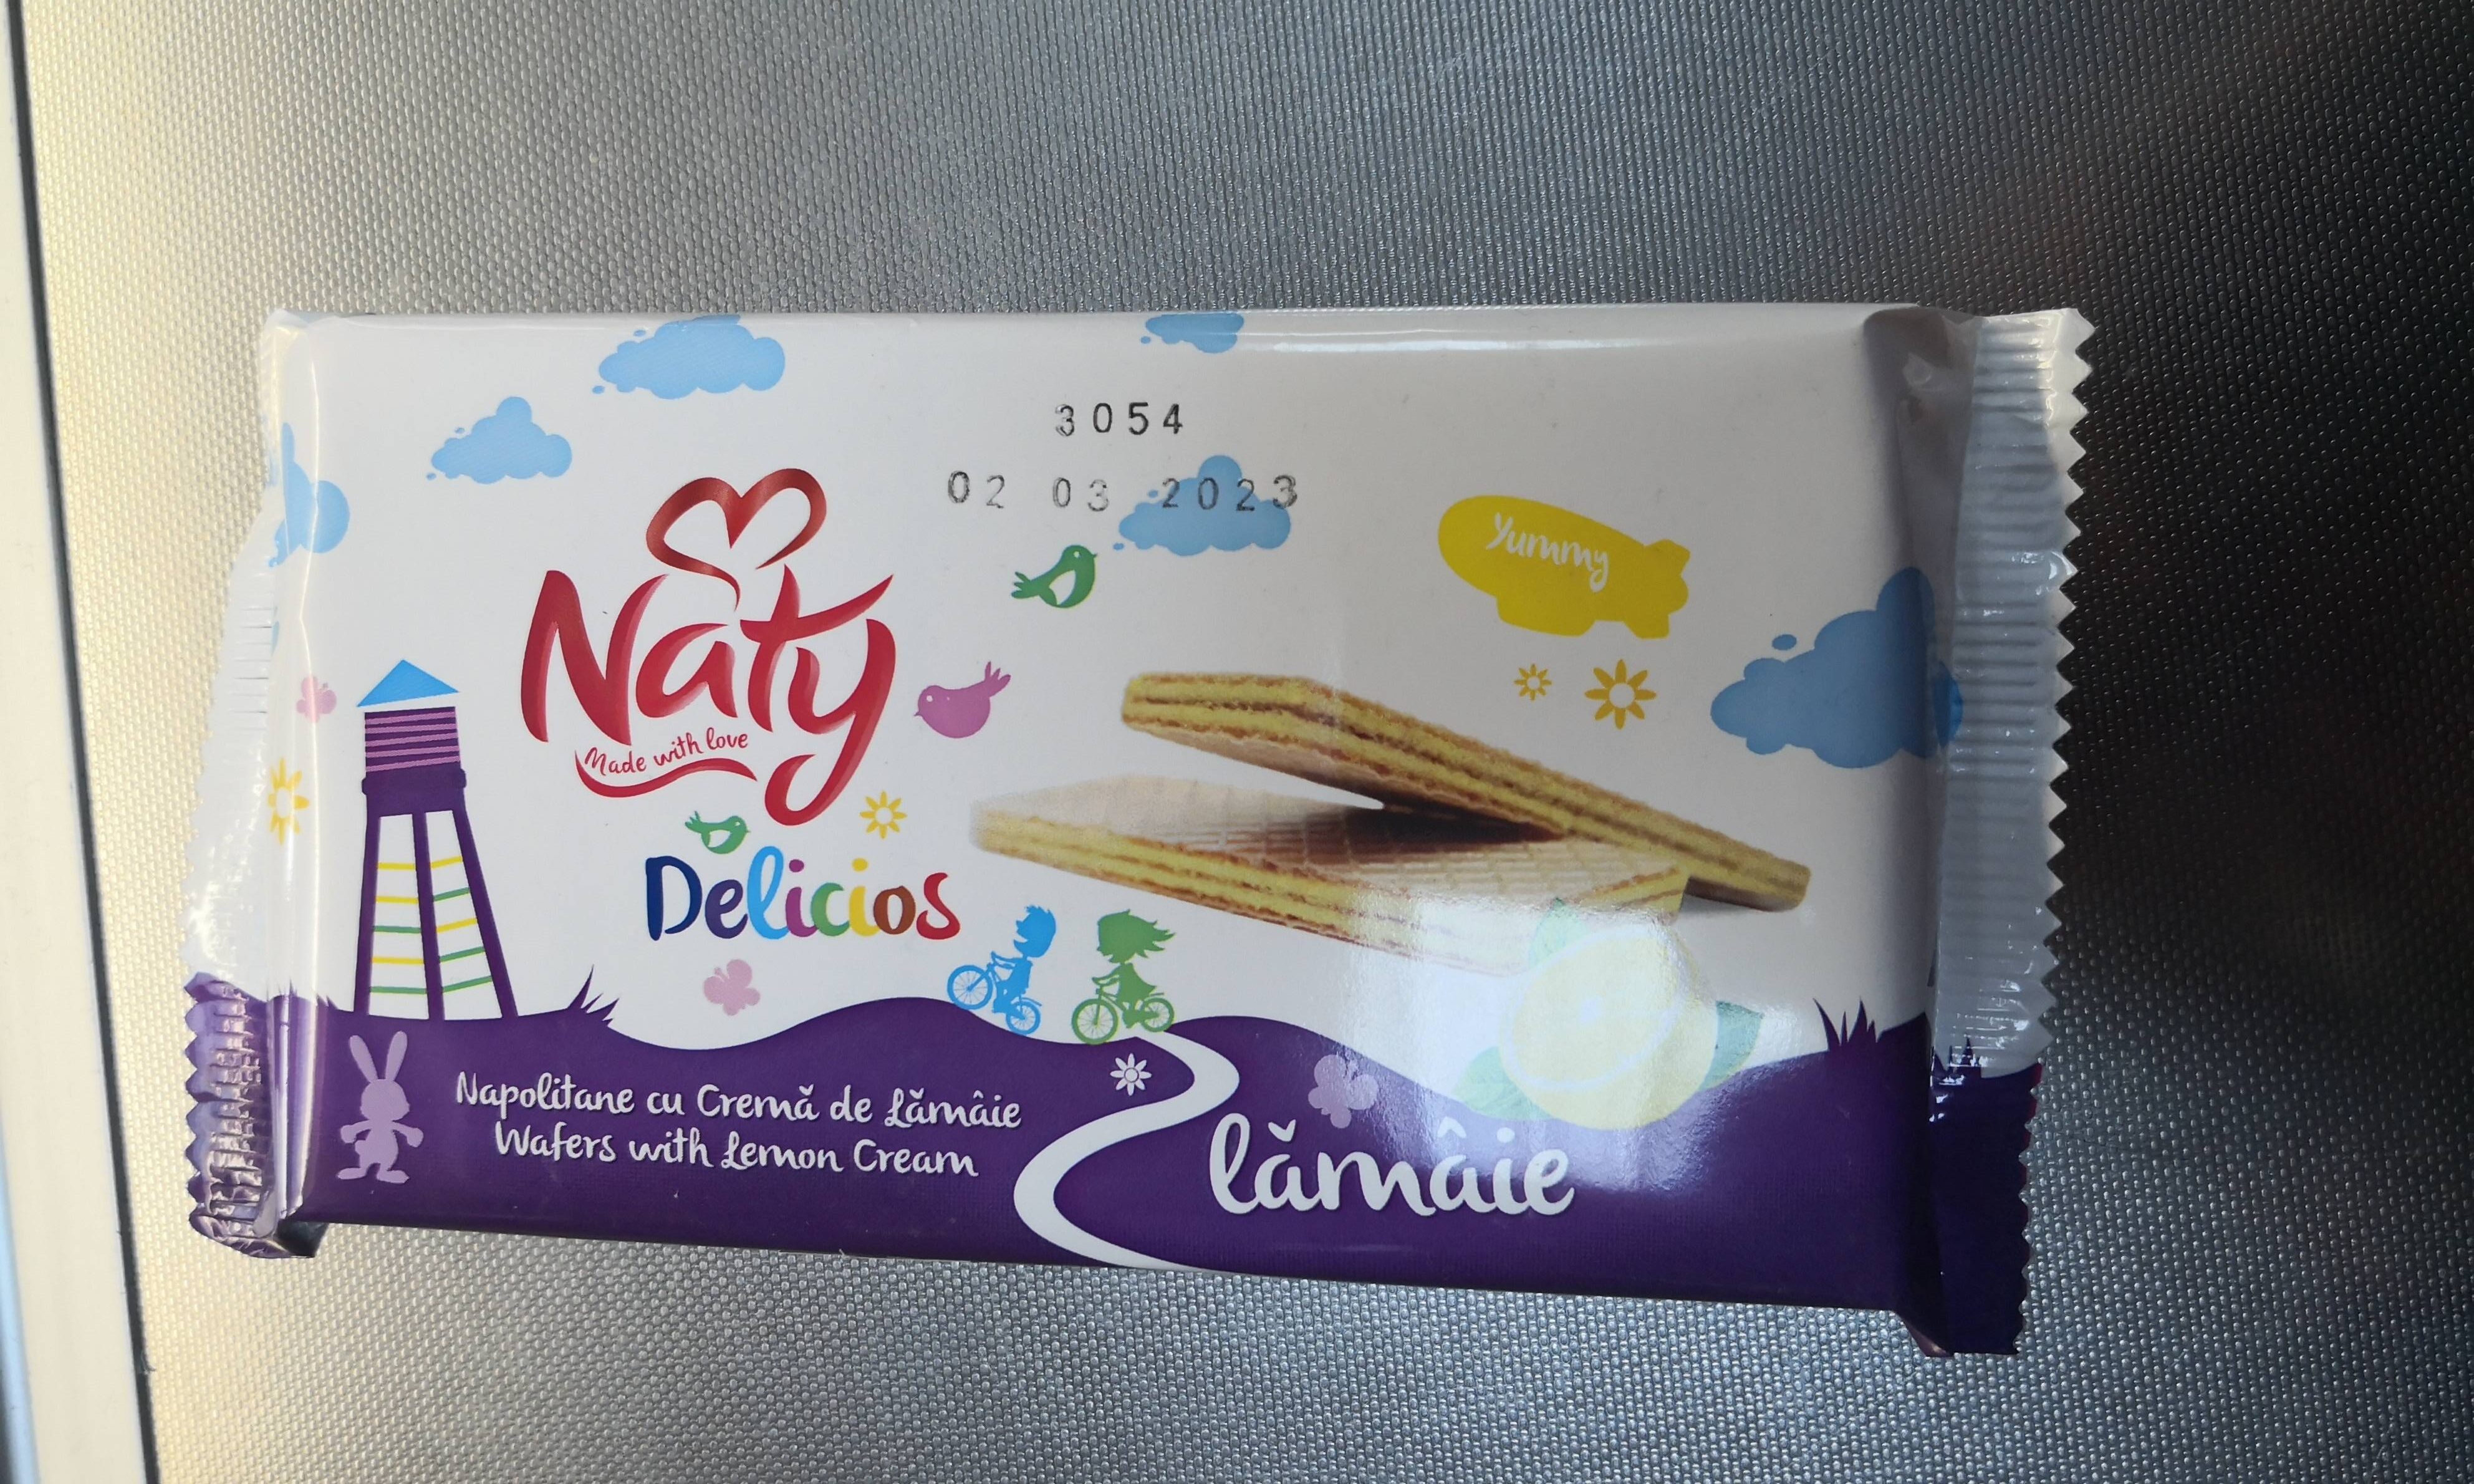 3054
02 03 2023
Yummy
Naty
Made with love
Delicios
Napolitane cu Cremă de Lămâie
Wafers with Lemon Cream
lămâie